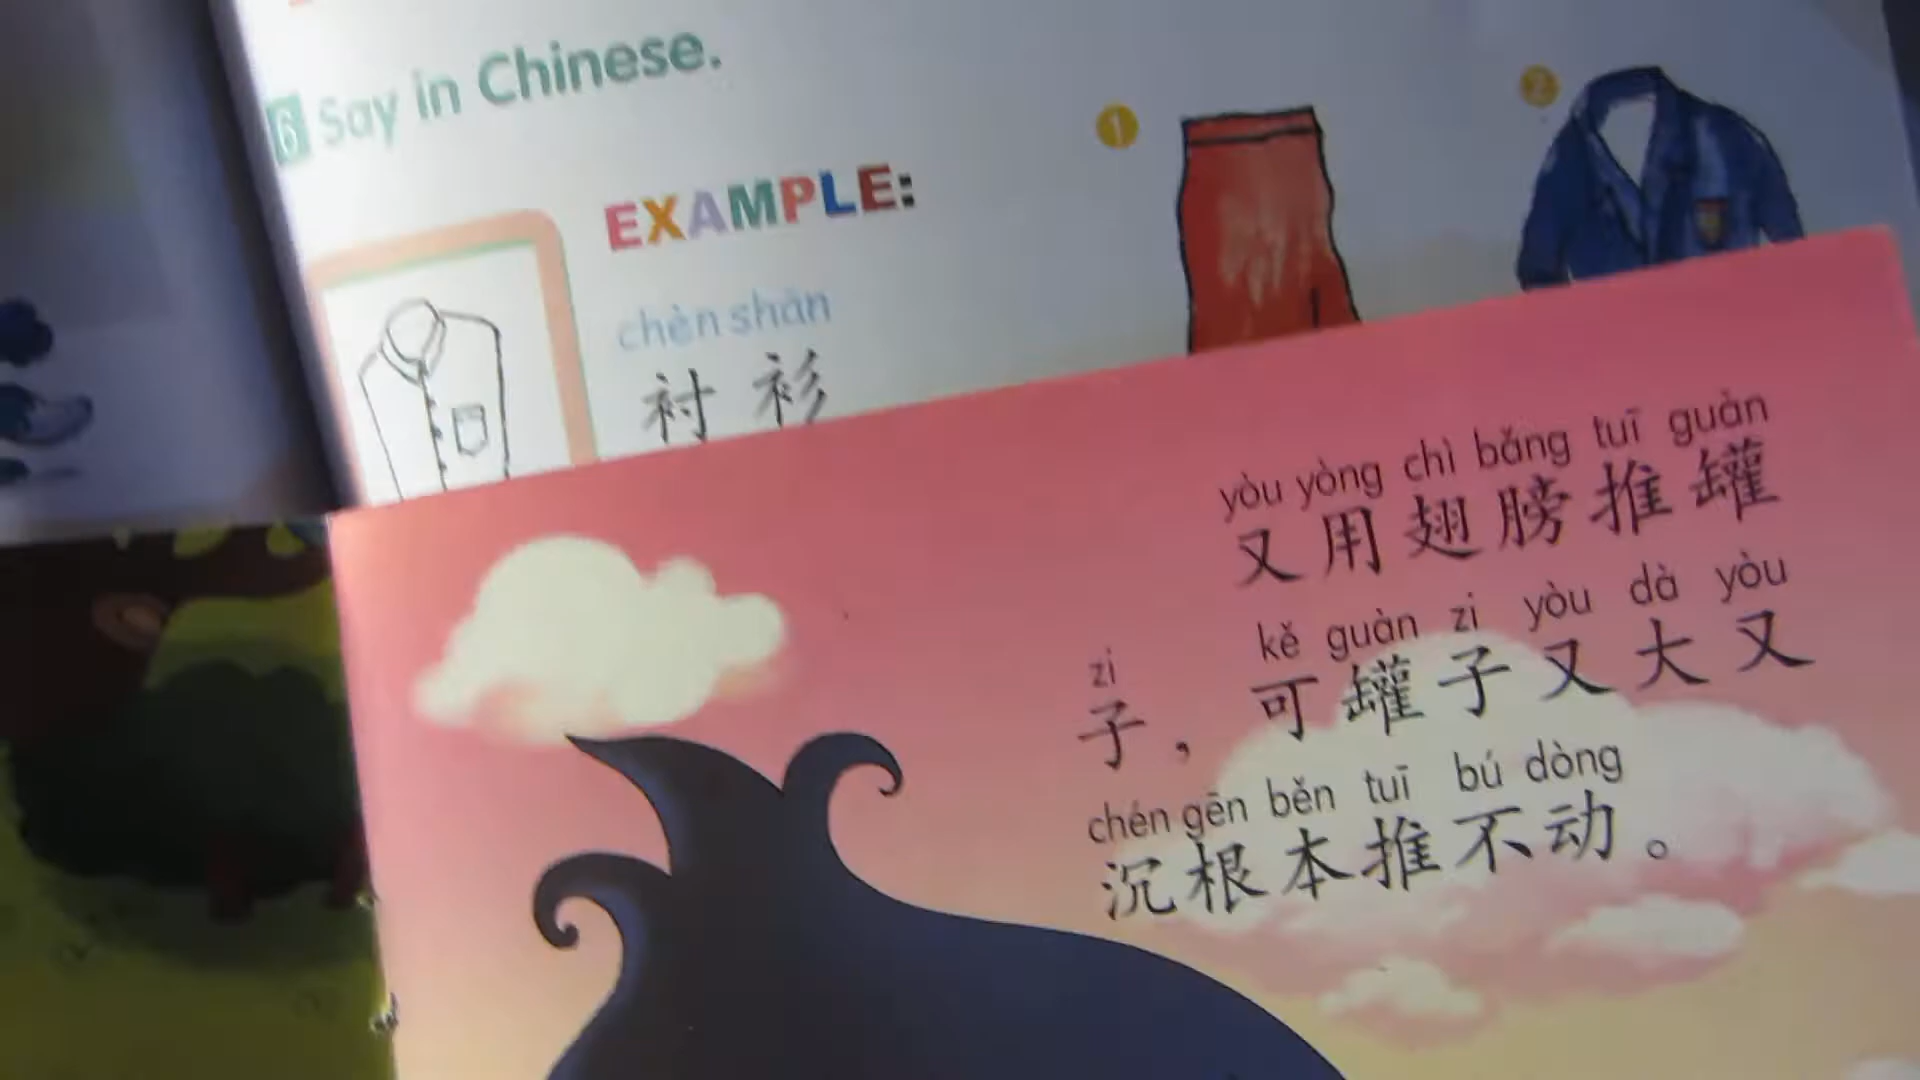 6 Say in Chinese.
EXAMPLE:
1
2
chèn shān
衬 衫
yòu yòng chì bǎng tuī guàn
又 用 翅 膀 推 罐
zi kě guàn zi yòu dà yòu
子， 可 罐 子 又 大 又
chén gēn běn tuī bú dòng
沉 根 本 推 不 动 。